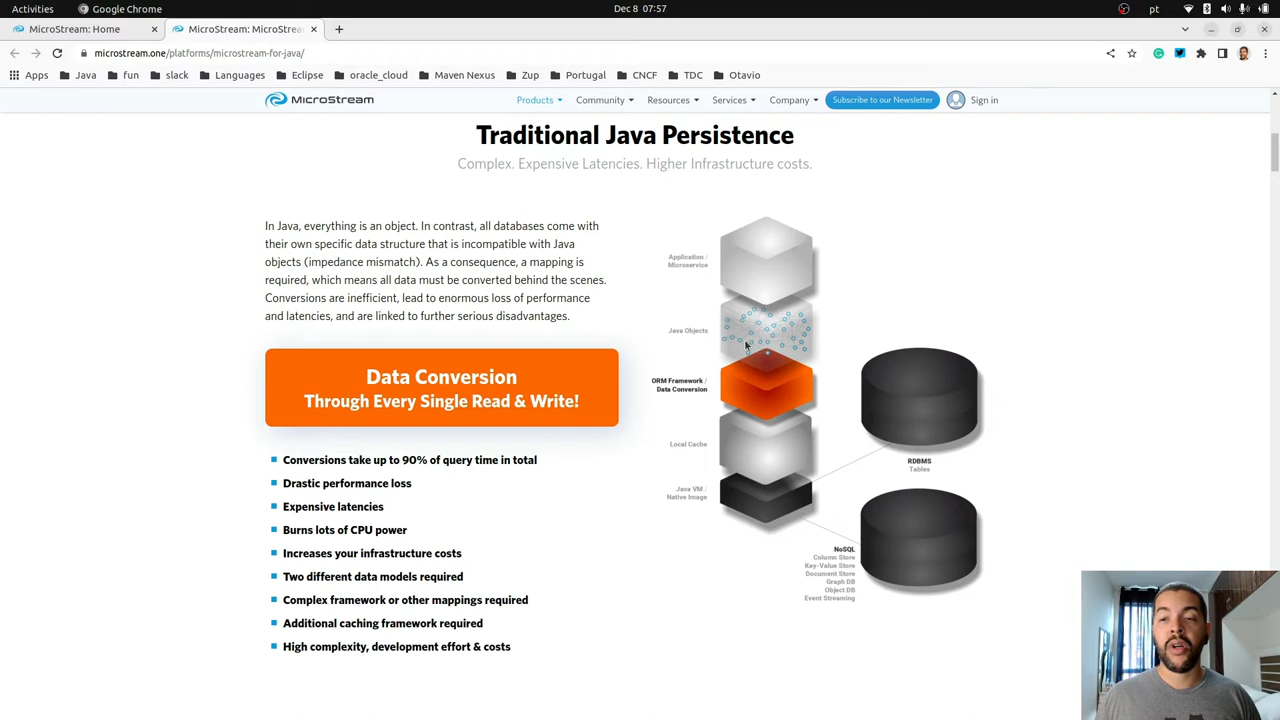 Activities
Google Chrome
Dec 8 07:57
pt
MicroStream: Home
MicroStream: MicroStrea
microstream.one/platforms/microstream-for-java/
Apps
Java
fun
slack
Languages
Eclipse
oracle_cloud
Maven Nexus
Zup
Portugal
CNCF
TDC
Otavio
MicroStream
Products
Community
Resources
Services
Company
Subscribe to our Newsletter
Sign in
Traditional Java Persistence
Complex. Expensive Latencies. Higher Infrastructure costs.
In Java, everything is an object. In contrast, all databases come with
their own specific data structure that is incompatible with Java
objects (impedance mismatch). As a consequence, a mapping is
required, which means all data must be converted behind the scenes.
Conversions are inefficient, lead to enormous loss of performance
and latencies, and are linked to further serious disadvantages.
Data Conversion
Through Every Single Read & Write!
Conversions take up to 90% of query time in total
Drastic performance loss
Expensive latencies
Burns lots of CPU power
Increases your infrastructure costs
Two different data models required
Complex framework or other mappings required
Additional caching framework required
High complexity, development effort & costs
Application /
Microservice
Java Objects
ORM Framework /
Data Conversion
Local Cache
Java VM /
Native Image
RDBMS
Tables
NoSQL
Column Store
Key-Value Store
Document Store
Graph DB
Object DB
Event Streaming